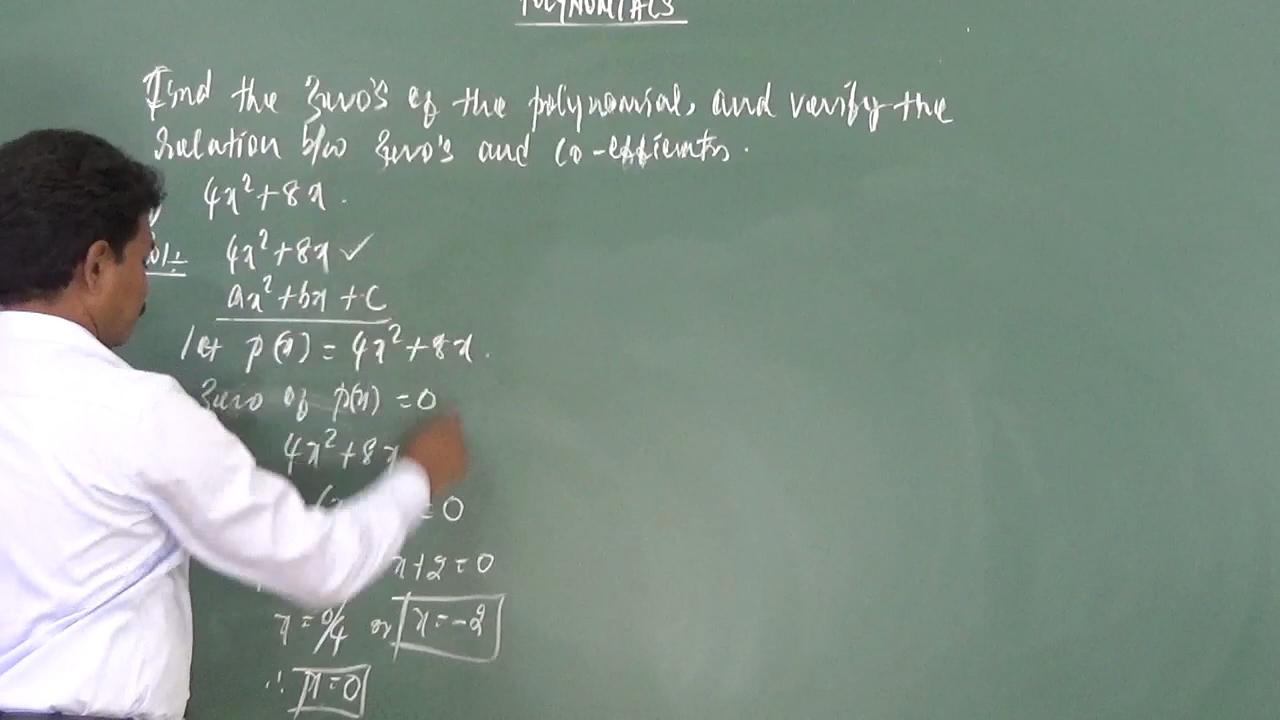 POLYNOMIALS
Find the Zero's of the polynomial, and verify the
Relation b/w Zero's and co-efficients.
4x²+8x.
4x²+8x ✓
ax²+bx+c
let p(x) = 4x²+8x.
Zero of p(x) = 0
4x²+8x
= 0
x+2=0
x=0/4 or x=-2
∴ x=0